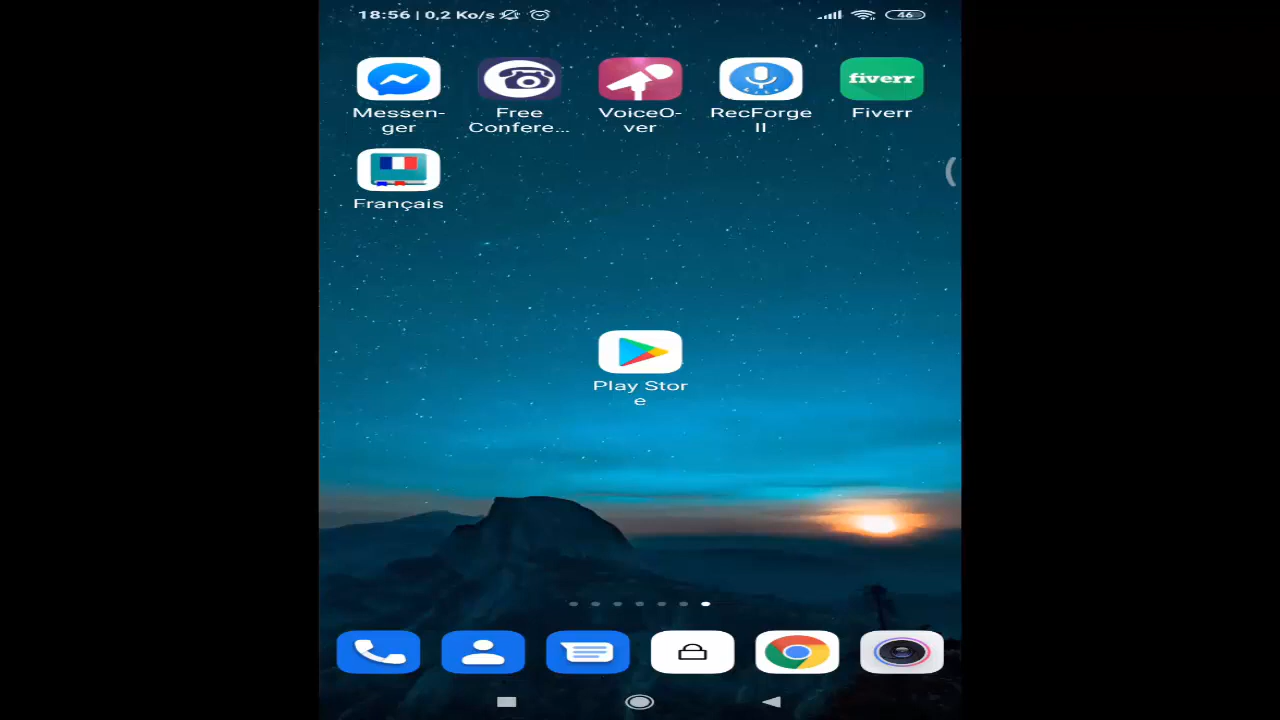 18:56 | 0,2 Ko/s
46
Messen-
ger
Free
Confere...
VoiceO-
ver
RecForge
II
fiverr
Fiverr
Français
Play Stor
e